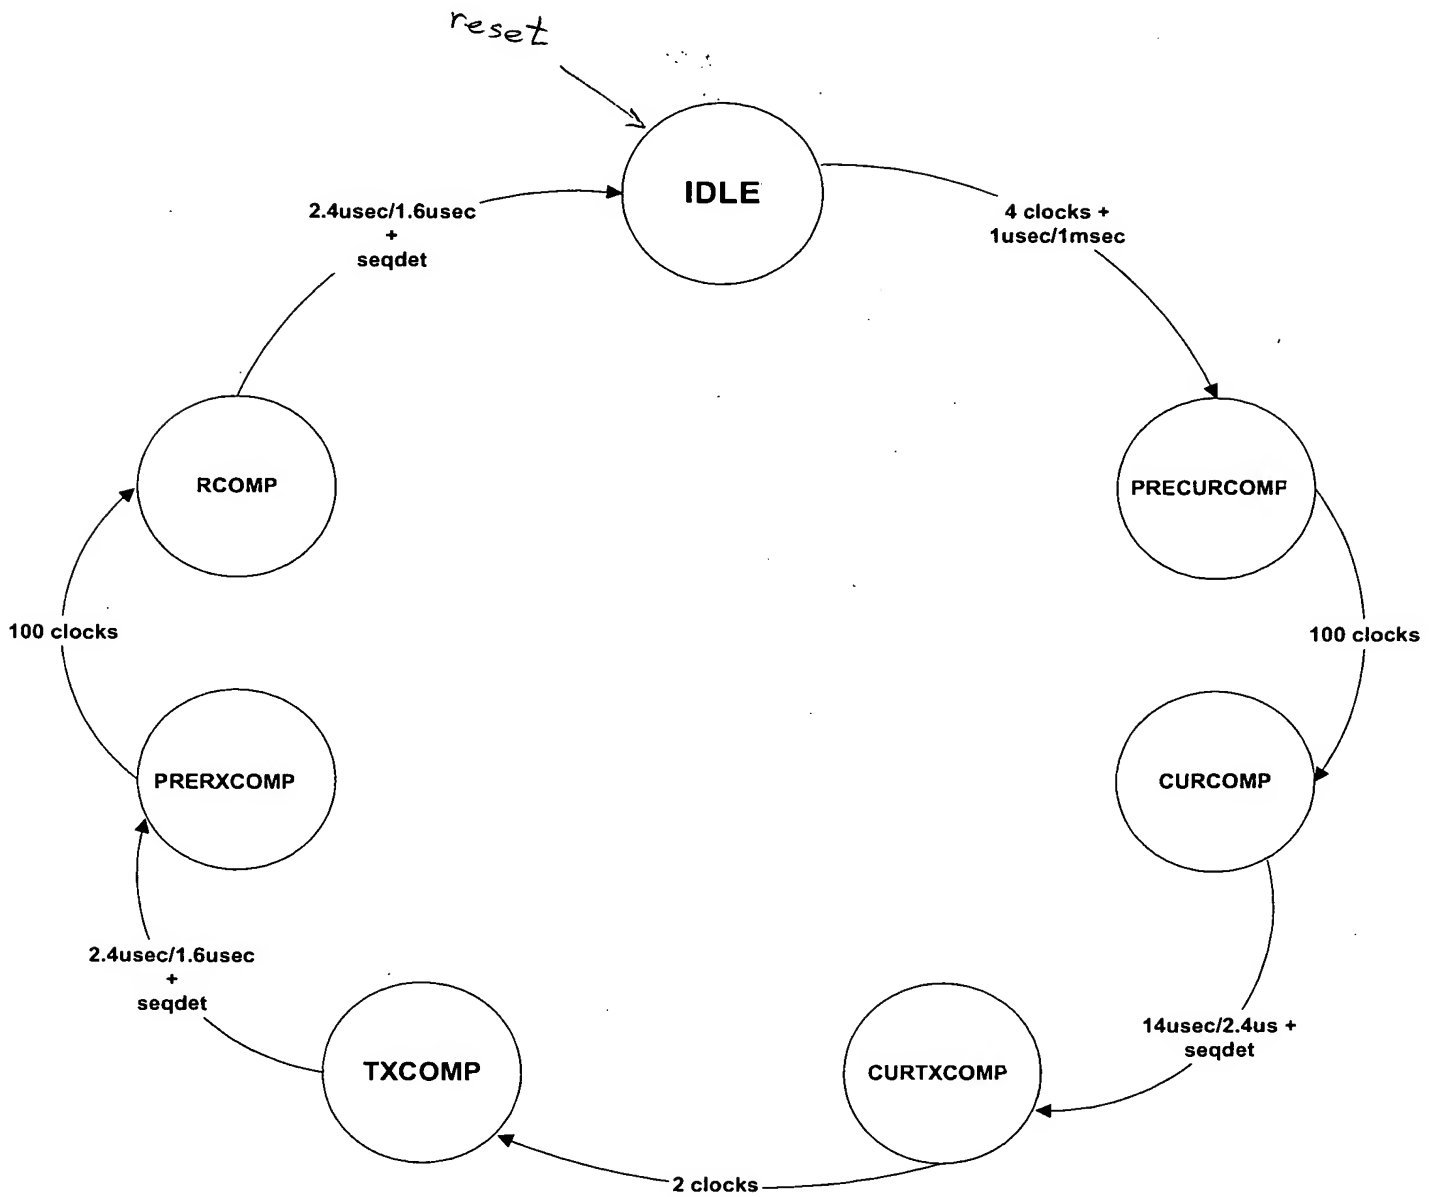 reset
IDLE
2.4usec/1.6usec
+
seqdet
4 clocks +
1usec/1msec
RCOMP
PRECURCOMP
100 clocks
100 clocks
PRERXCOMP
CURCOMP
2.4usec/1.6usec
+
seqdet
14usec/2.4us +
seqdet
TXCOMP
CURTXCOMP
2 clocks